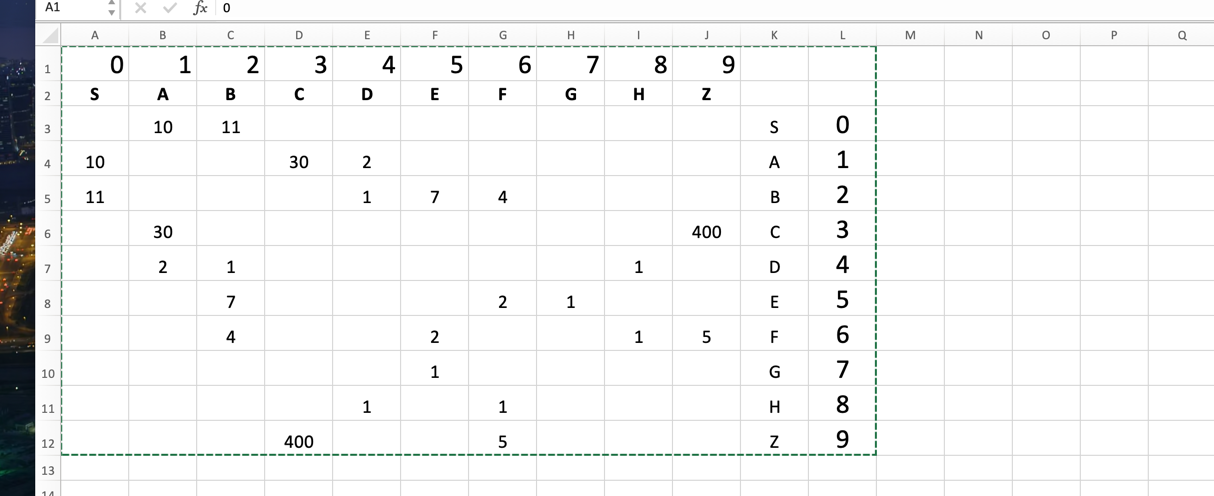 A1 fx 0
A B C D E F G H I J K L M N O P Q
1 0 1 2 3 4 5 6 7 8 9
2 S A B C D E F G H Z
3 10 11 S 0
4 10 30 2 A 1
5 11 1 7 4 B 2
6 30 400 C 3
7 2 1 1 D 4
8 7 2 1 E 5
9 4 2 1 5 F 6
10 1 G 7
11 1 1 H 8
12 400 5 Z 9
13
14